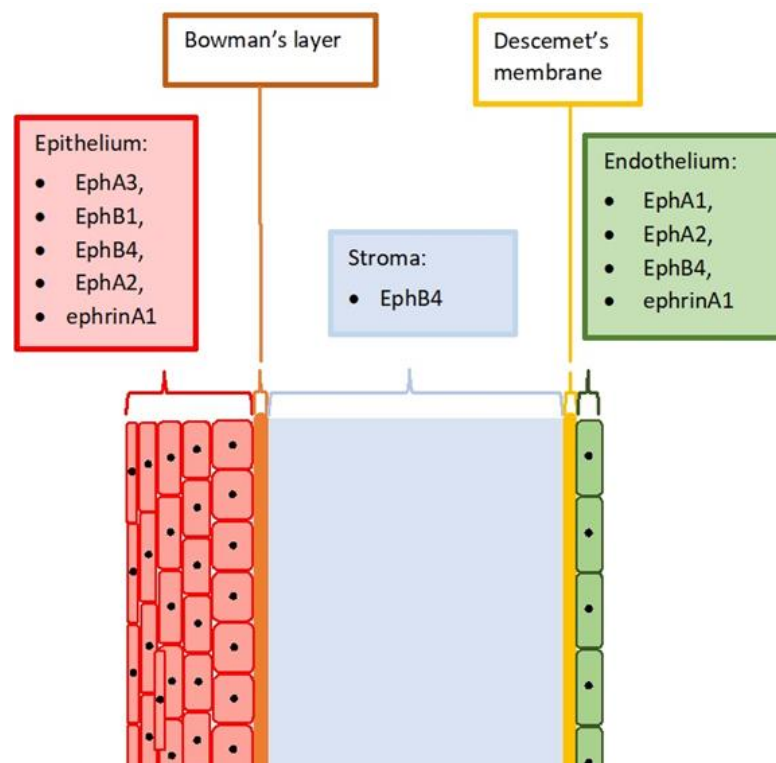 Bowman's layer
Descemet's
membrane
Epithelium:
• EphA3,
• EphB1,
• EphB4,
• EphA2,
• ephrinA1
Stroma:
• EphB4
Endothelium:
• EphA1,
• EphA2,
• EphB4,
• ephrinA1